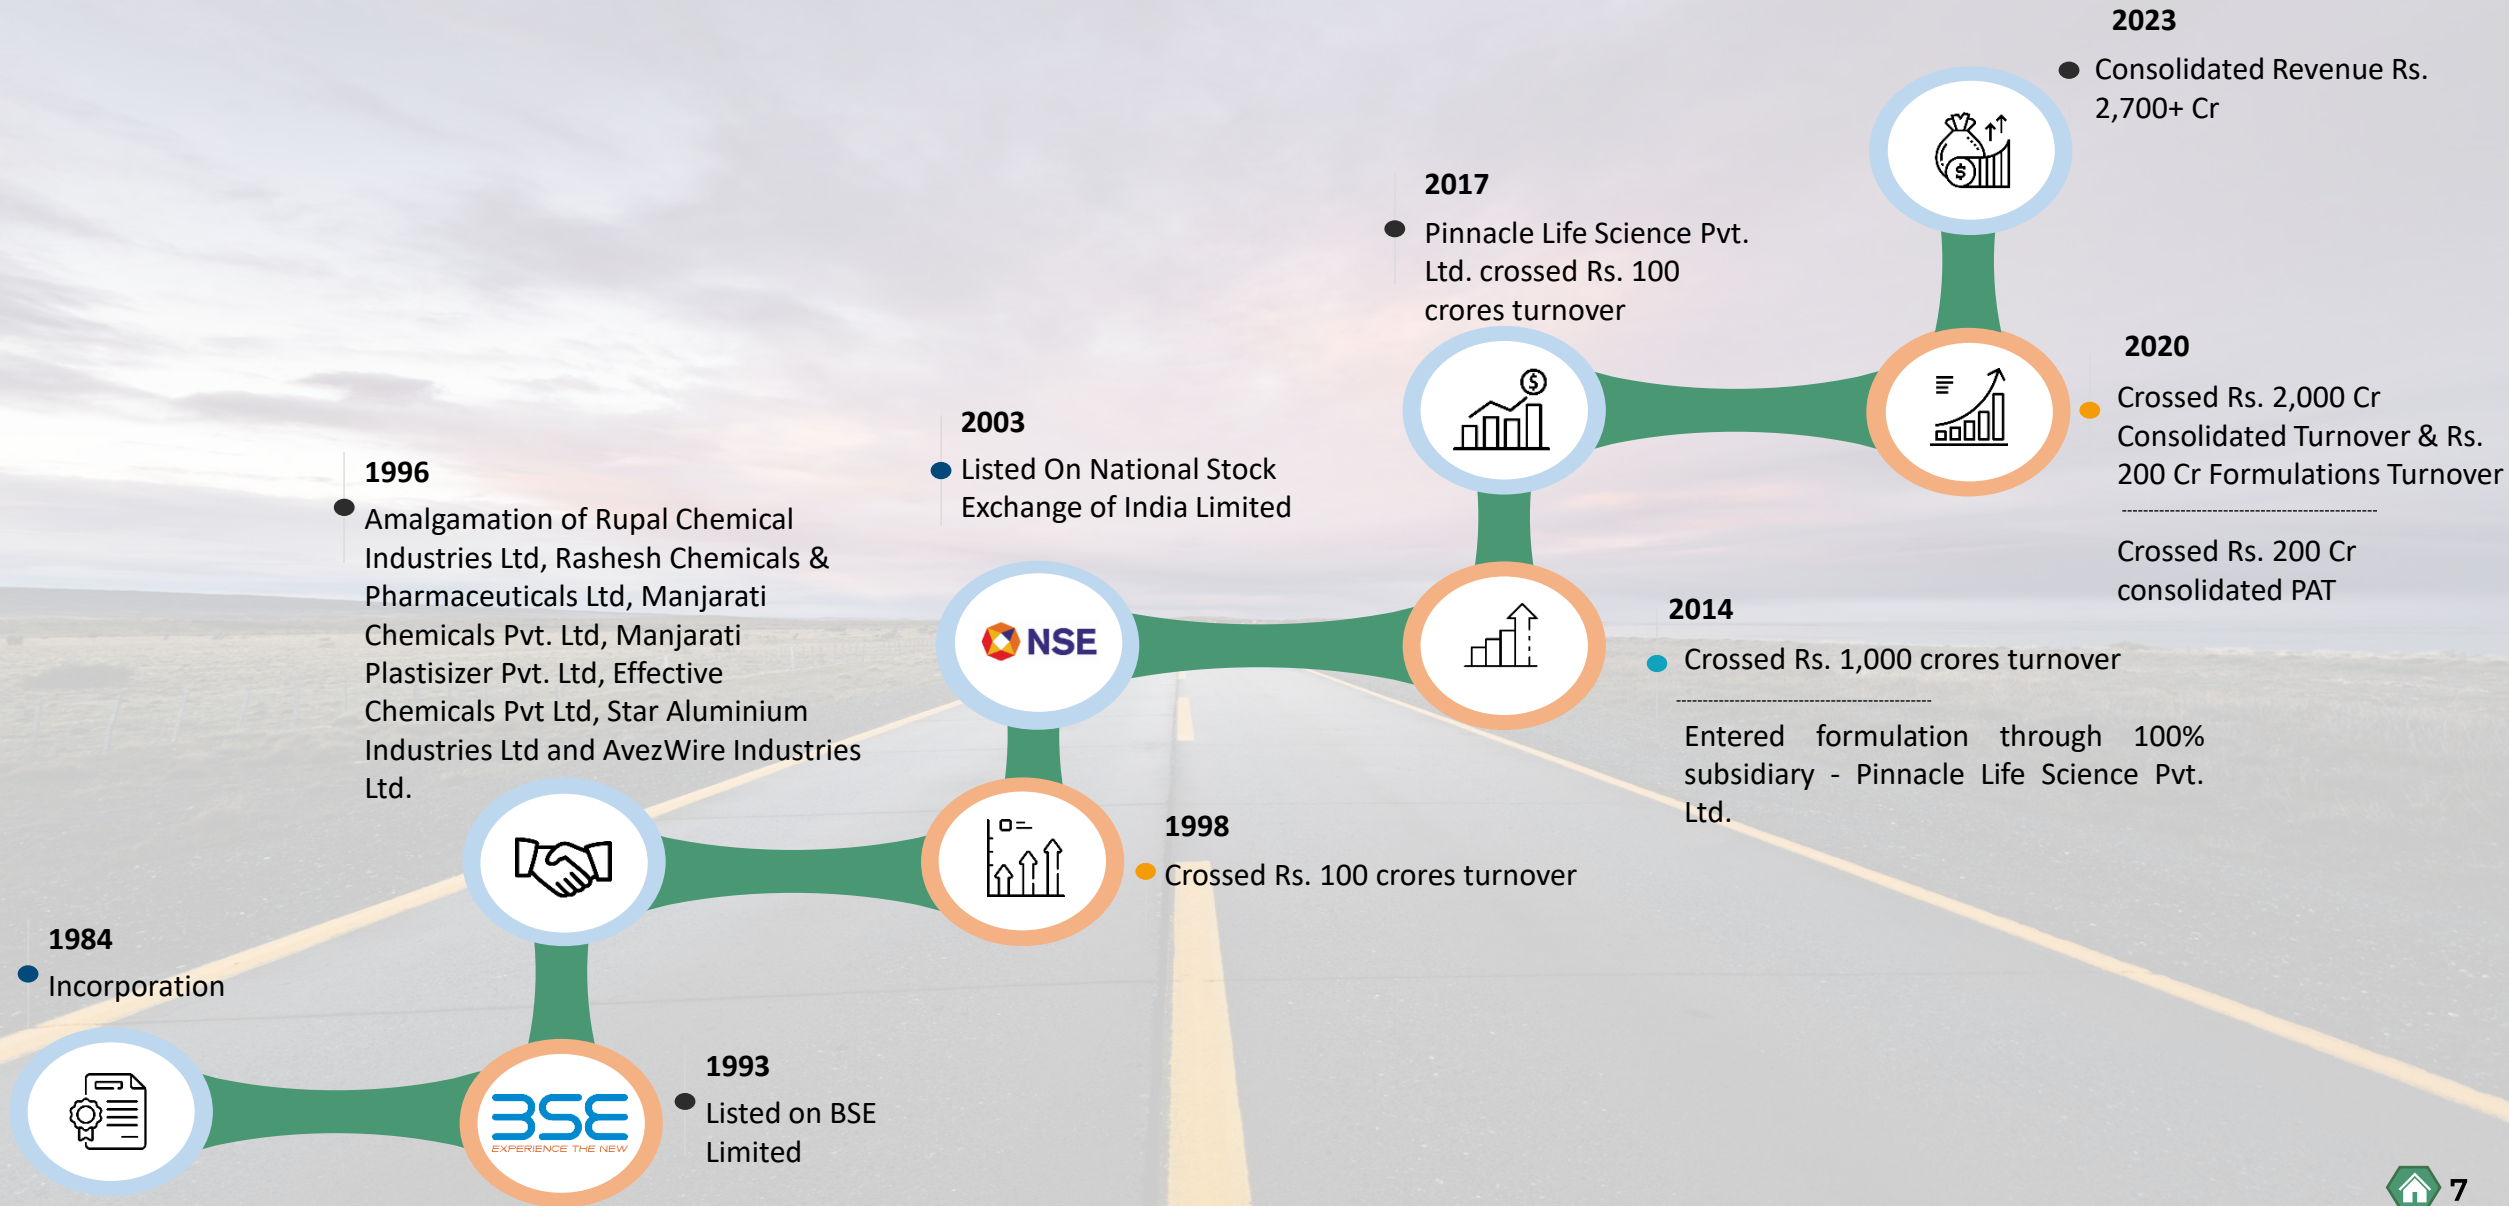 2023
Consolidated Revenue Rs.
2,700+ Cr
2017
Pinnacle Life Science Pvt.
Ltd. crossed Rs. 100
crores turnover
2020
Crossed Rs. 2,000 Cr
Consolidated Turnover & Rs.
200 Cr Formulations Turnover
Crossed Rs. 200 Cr
consolidated PAT
2003
Listed On National Stock
Exchange of India Limited
NSE
2014
Crossed Rs. 1,000 crores turnover
Entered formulation through 100%
subsidiary - Pinnacle Life Science Pvt.
Ltd.
1996
Amalgamation of Rupal Chemical
Industries Ltd, Rashesh Chemicals &
Pharmaceuticals Ltd, Manjarati
Chemicals Pvt. Ltd, Manjarati
Plastisizer Pvt. Ltd, Effective
Chemicals Pvt Ltd, Star Aluminium
Industries Ltd and AvezWire Industries
Ltd.
1998
Crossed Rs. 100 crores turnover
1984
Incorporation
BSE
EXPERIENCE THE NEW
1993
Listed on BSE
Limited
7